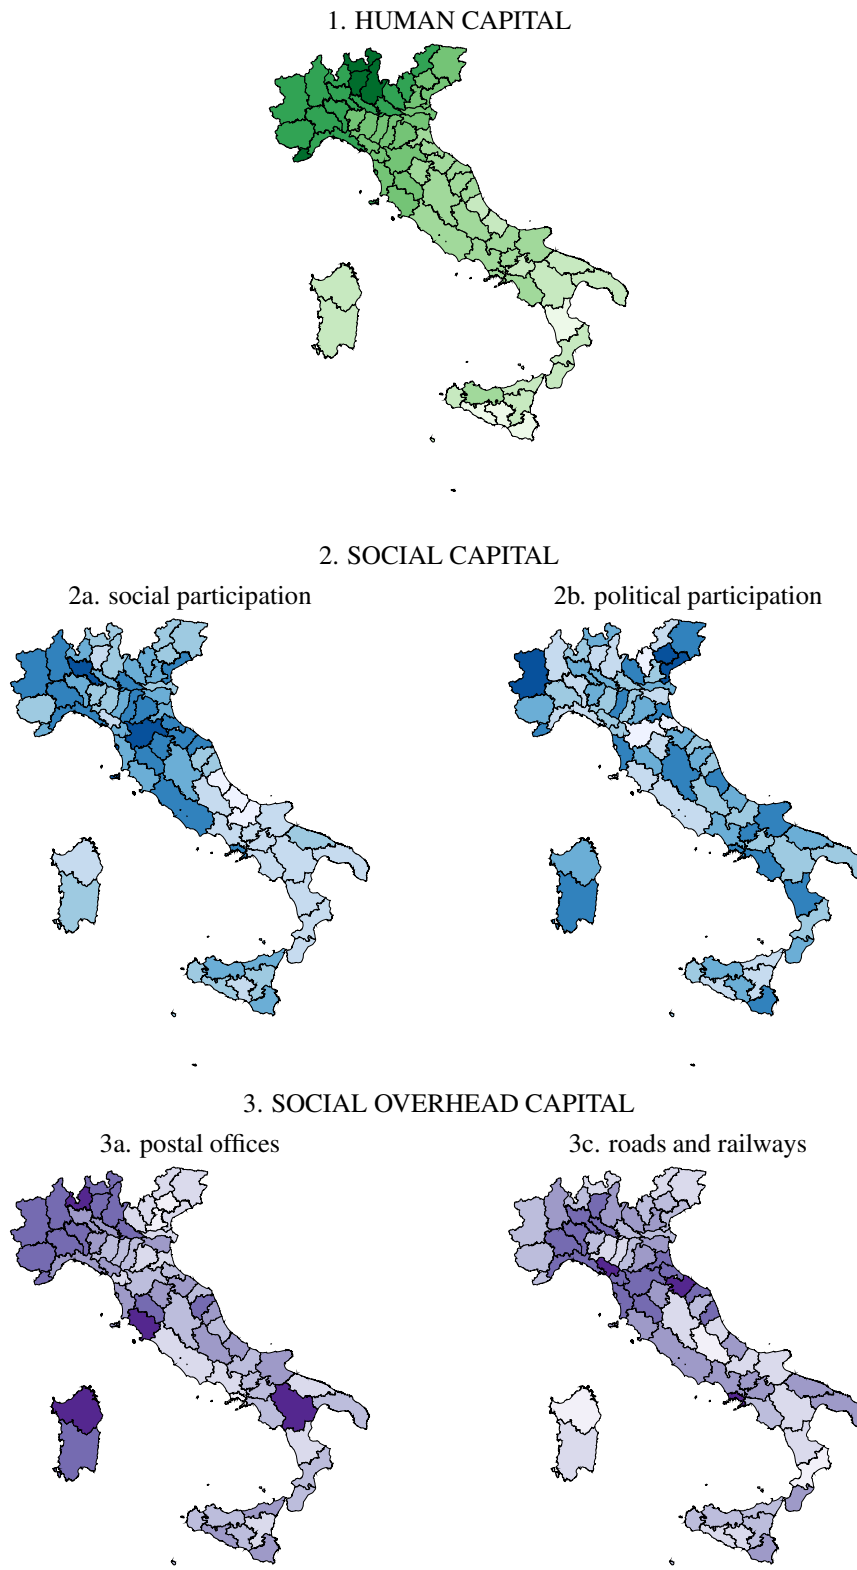 1. HUMAN CAPITAL
2. SOCIAL CAPITAL
2a. social participation
2b. political participation
3. SOCIAL OVERHEAD CAPITAL
3a. postal offices
3c. roads and railways